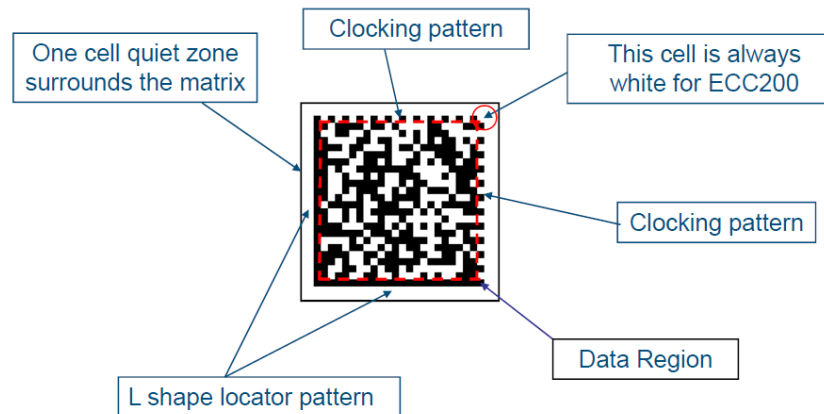 Clocking pattern
One cell quiet zone
surrounds the matrix
This cell is always
white for ECC200
Clocking pattern
Data Region
L shape locator pattern